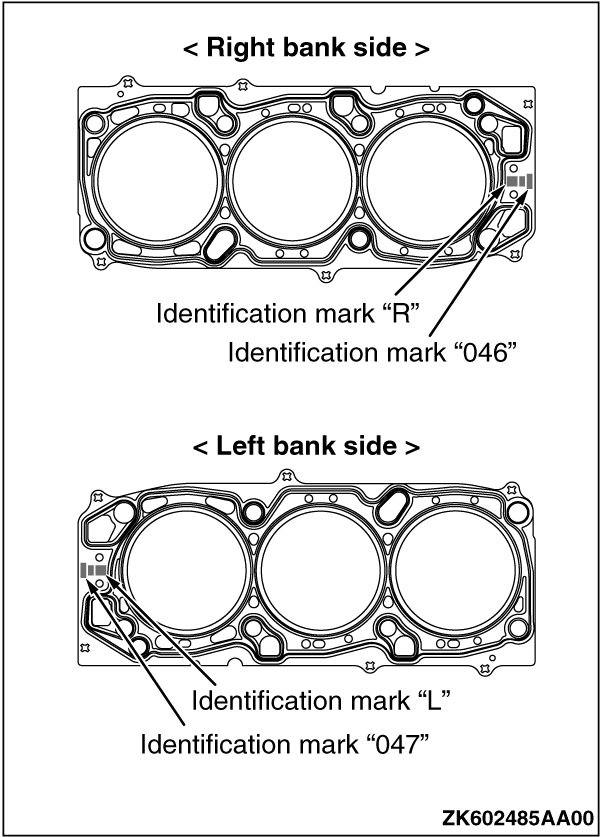 < Right bank side >
Identification mark “R”
Identification mark “046”
< Left bank side >
Identification mark “L”
Identification mark “047”
ZK602485AA00